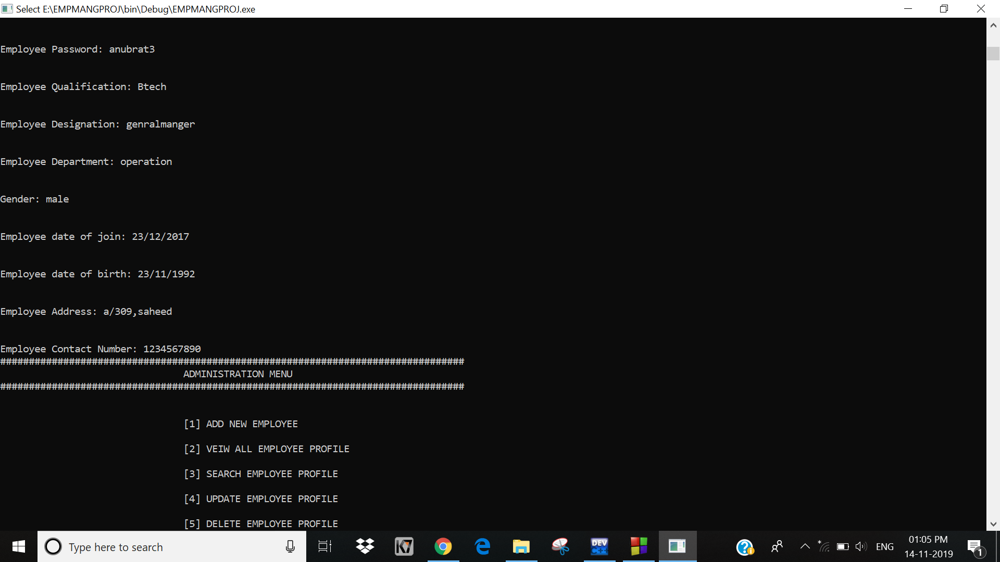 Select E:\EMPMANGPROJ\bin\Debug\EMPMANGPROJ.exe
Employee Password: anubrat3
Employee Qualification: Btech
Employee Designation: genralmanger
Employee Department: operation
Gender: male
Employee date of join: 23/12/2017
Employee date of birth: 23/11/1992
Employee Address: a/309,saheed
Employee Contact Number: 1234567890
#################################################################################
ADMINISTRATION MENU
#################################################################################
[1] ADD NEW EMPLOYEE
[2] VEIW ALL EMPLOYEE PROFILE
[3] SEARCH EMPLOYEE PROFILE
[4] UPDATE EMPLOYEE PROFILE
[5] DELETE EMPLOYEE PROFILE
Type here to search
K7
DEV
C++
ENG
01:05 PM
14-11-2019
1